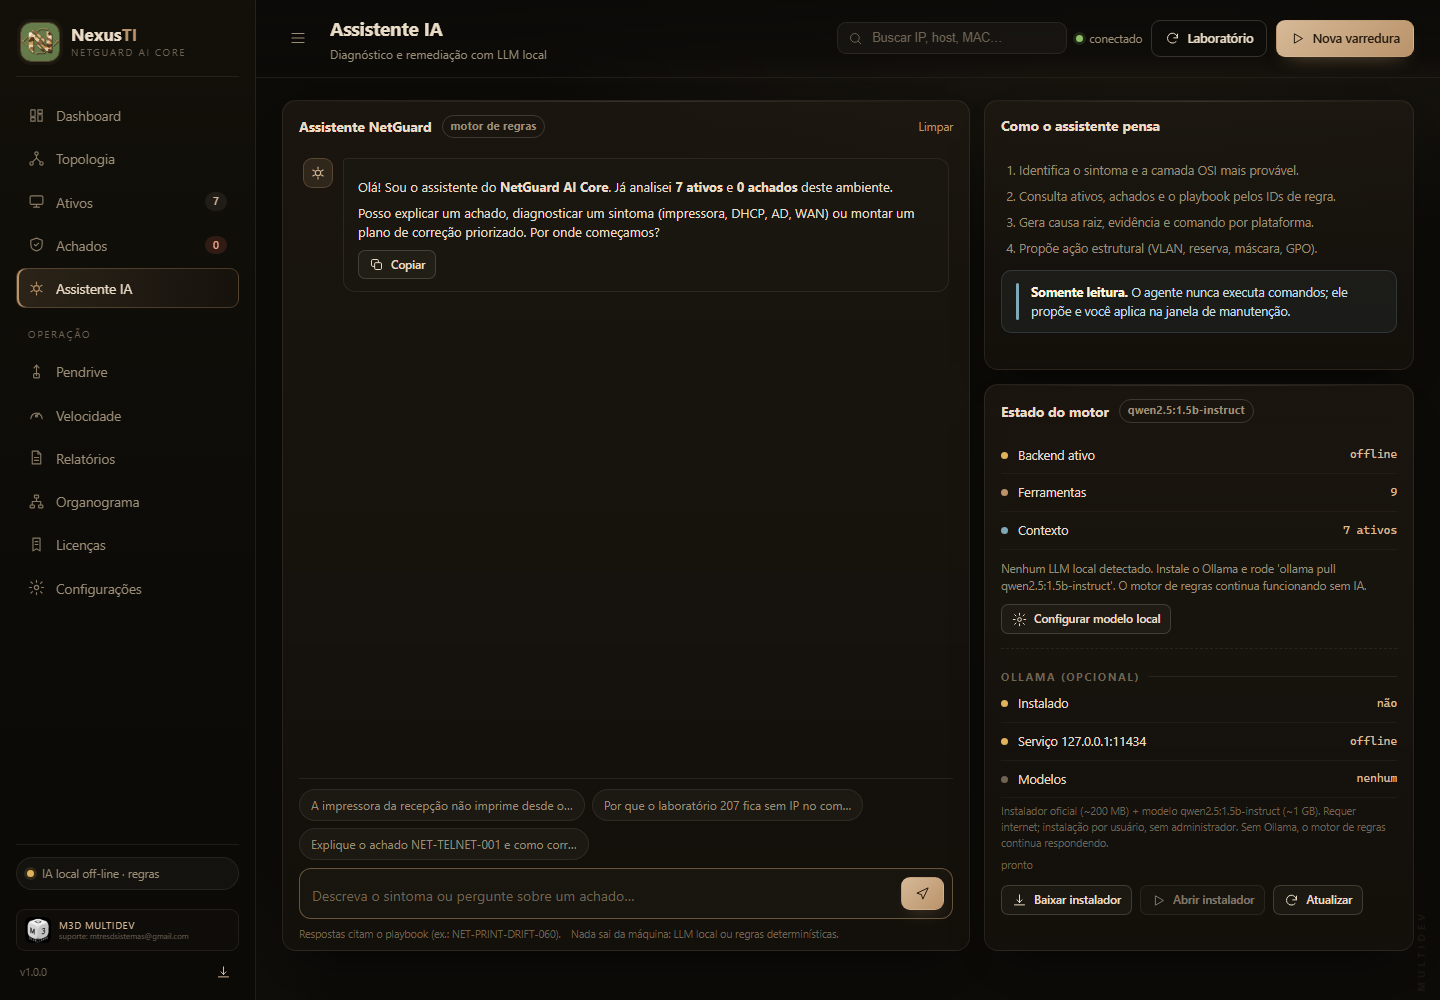 NexusTI
NETGUARD AI CORE
Dashboard
Topologia
Ativos 7
Achados 0
Assistente IA
OPERAÇÃO
Pendrive
Velocidade
Relatórios
Organograma
Licenças
Configurações
IA local off-line · regras
M3D MULTIDEV
suporte: mtresdsistemas@gmail.com
v1.0.0
Assistente IA
Diagnóstico e remediação com LLM local
Buscar IP, host, MAC...
conectado
Laboratório
Nova varredura
Assistente NetGuard motor de regras Limpar
Olá! Sou o assistente do NetGuard AI Core. Já analisei 7 ativos e 0 achados deste ambiente.
Posso explicar um achado, diagnosticar um sintoma (impressora, DHCP, AD, WAN) ou montar um
plano de correção priorizado. Por onde começamos?
Copiar
A impressora da recepção não imprime desde o...
Por que o laboratório 207 fica sem IP no com...
Explique o achado NET-TELNET-001 e como corr...
Descreva o sintoma ou pergunte sobre um achado...
Respostas citam o playbook (ex.: NET-PRINT-DRIFT-060). Nada sai da máquina: LLM local ou regras determinísticas.
Como o assistente pensa
1. Identifica o sintoma e a camada OSI mais provável.
2. Consulta ativos, achados e o playbook pelos IDs de regra.
3. Gera causa raiz, evidência e comando por plataforma.
4. Propõe ação estrutural (VLAN, reserva, máscara, GPO).
Somente leitura. O agente nunca executa comandos; ele
propõe e você aplica na janela de manutenção.
Estado do motor qwen2.5:1.5b-instruct
Backend ativo offline
Ferramentas 9
Contexto 7 ativos
Nenhum LLM local detectado. Instale o Ollama e rode 'ollama pull
qwen2.5:1.5b-instruct'. O motor de regras continua funcionando sem IA.
Configurar modelo local
OLLAMA (OPCIONAL)
Instalado não
Serviço 127.0.0.1:11434 offline
Modelos nenhum
Instalador oficial (~200 MB) + modelo qwen2.5:1.5b-instruct (~1 GB). Requer
internet; instalação por usuário, sem administrador. Sem Ollama, o motor de regras
continua respondendo.
pronto
Baixar instalador
Abrir instalador
Atualizar
MULTIDEV